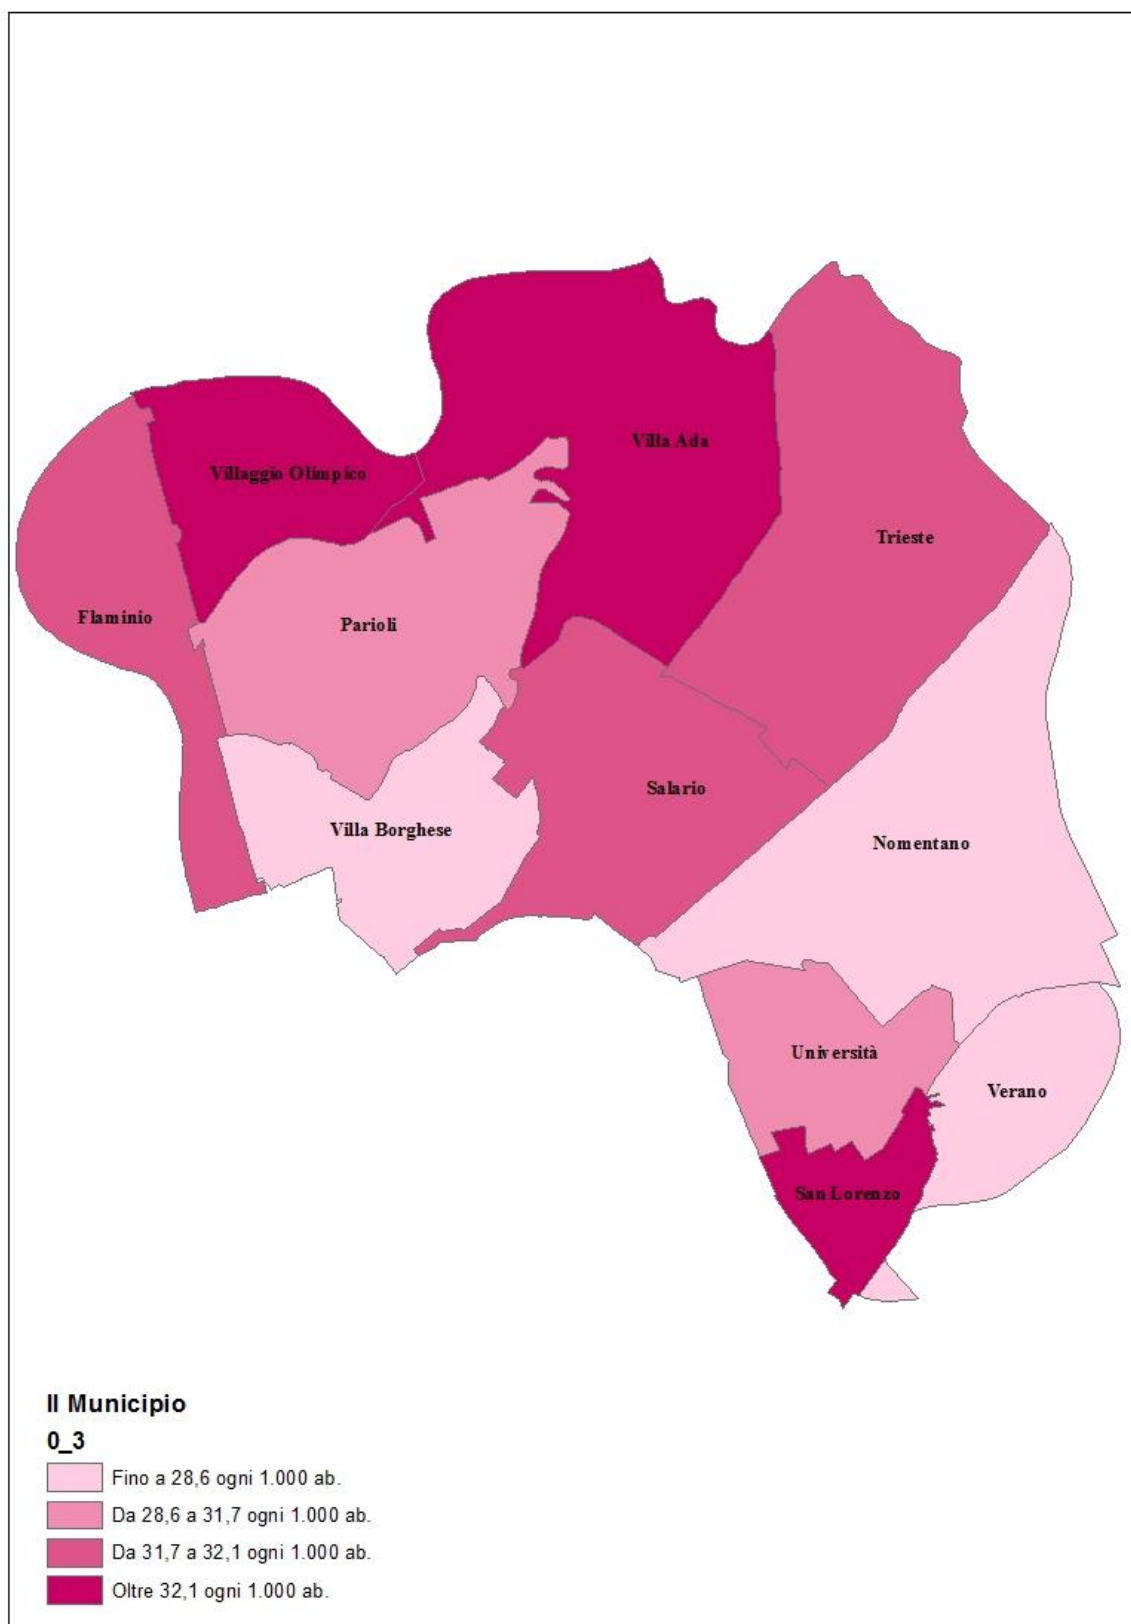 Villa Ada
Villaggio Olimpico
Trieste
Flaminio
Parioli
Salario
Villa Borghese
Nomentano
Università
Verano
San Lorenzo
II Municipio
0_3
Fino a 28,6 ogni 1.000 ab.
Da 28,6 a 31,7 ogni 1.000 ab.
Da 31,7 a 32,1 ogni 1.000 ab.
Oltre 32,1 ogni 1.000 ab.